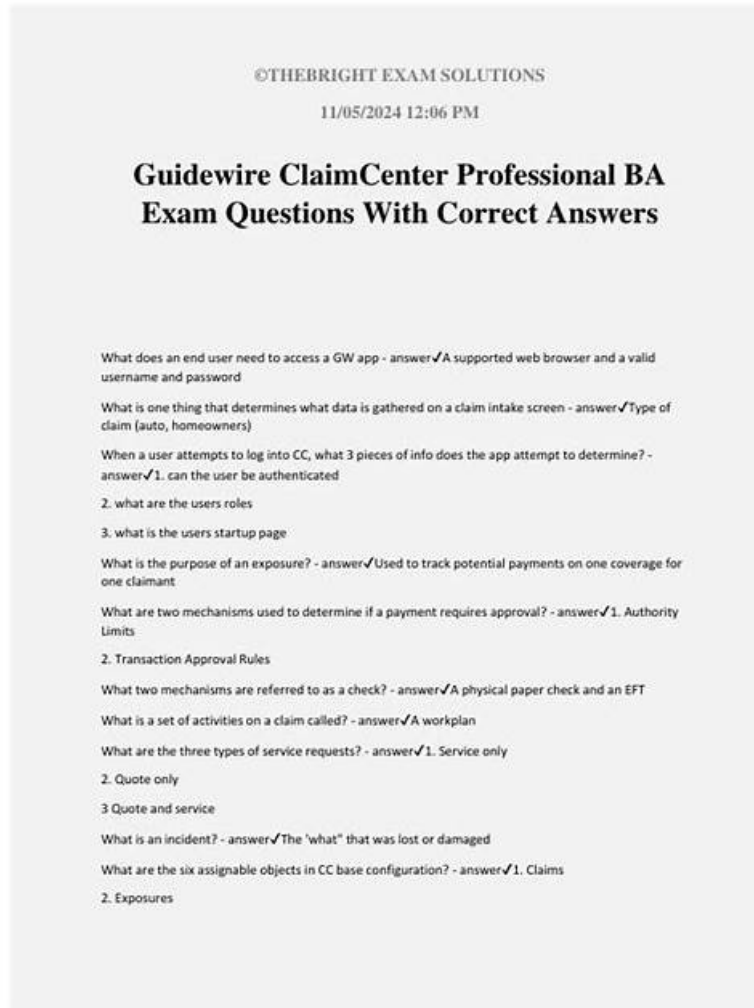 ©THEBRIGHT EXAM SOLUTIONS
11/05/2024 12:06 PM
Guidewire ClaimCenter Professional BA
Exam Questions With Correct Answers
What does an end user need to access a GW app - answer✓A supported web browser and a valid
username and password
What is one thing that determines what data is gathered on a claim intake screen - answer✓Type of
claim (auto, homeowners)
When a user attempts to log into CC, what 3 pieces of info does the app attempt to determine? -
answer✓1. can the user be authenticated
2. what are the users roles
3. what is the users startup page
What is the purpose of an exposure? - answer✓Used to track potential payments on one coverage for
one claimant
What are two mechanisms used to determine if a payment requires approval? - answer✓1. Authority
Limits
2. Transaction Approval Rules
What two mechanisms are referred to as a check? - answer✓A physical paper check and an EFT
What is a set of activities on a claim called? - answer✓A workplan
What are the three types of service requests? - answer✓1. Service only
2. Quote only
3 Quote and service
What is an incident? - answer✓The 'what" that was lost or damaged
What are the six assignable objects in CC base configuration? - answer✓1. Claims
2. Exposures